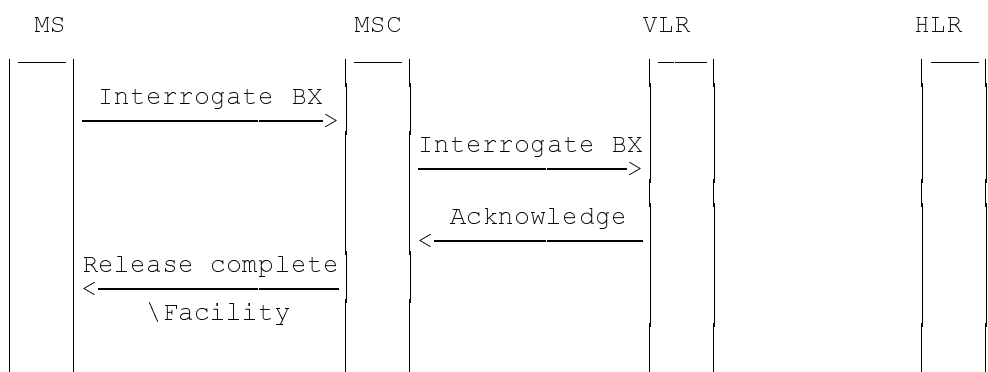 MS MSC VLR HLR
Interrogate BX
Interrogate BX
Acknowledge
Release complete
\Facility